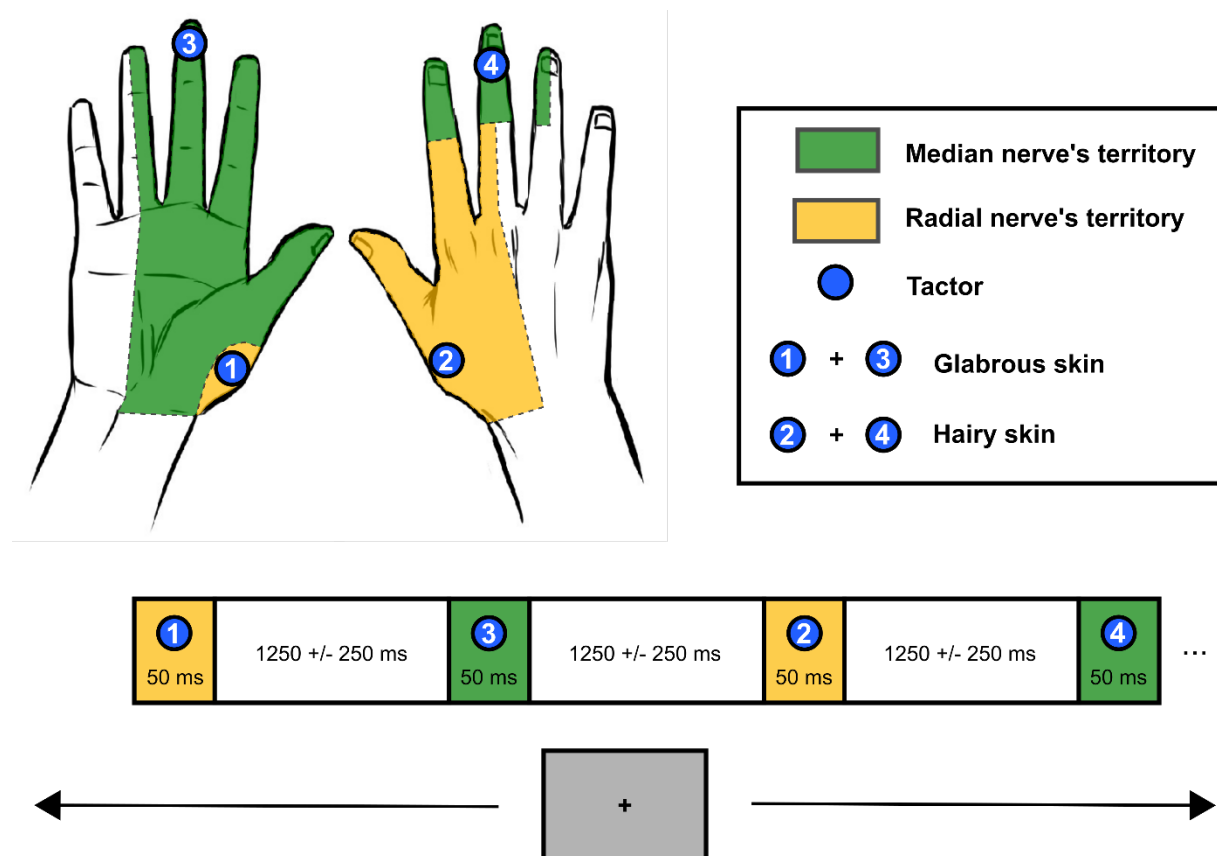 3
4
1
2
Median nerve's territory
Radial nerve's territory
Tactor
1 + 3 Glabrous skin
2 + 4 Hairy skin
1 3 2 4
50 ms 1250 +/- 250 ms 50 ms 1250 +/- 250 ms 50 ms 1250 +/- 250 ms 50 ms ...
+